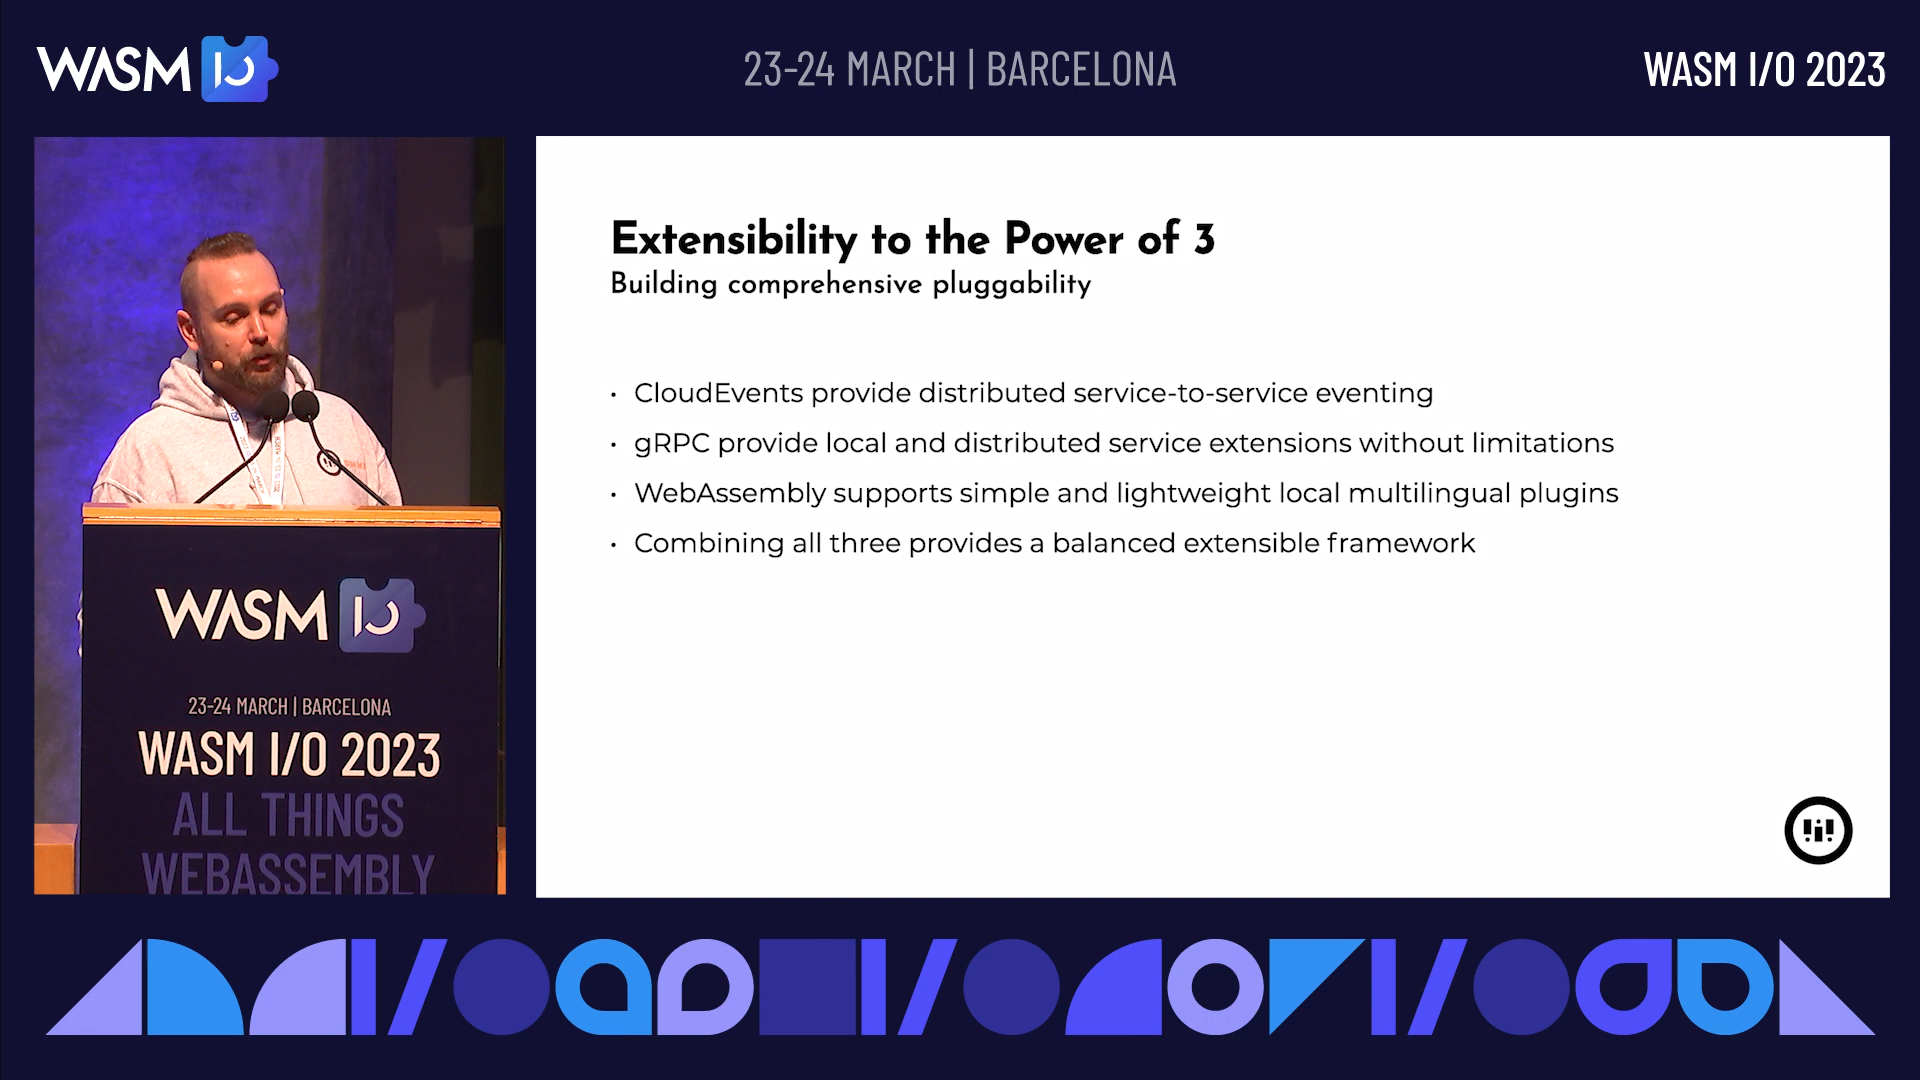 WASM IO
23-24 MARCH | BARCELONA
WASM I/O 2023
Extensibility to the Power of 3
Building comprehensive pluggability
• CloudEvents provide distributed service-to-service eventing
• gRPC provide local and distributed service extensions without limitations
• WebAssembly supports simple and lightweight local multilingual plugins
• Combining all three provides a balanced extensible framework
WASM IO
23-24 MARCH | BARCELONA
WASM I/O 2023
ALL THINGS
WEBASSEMBLY